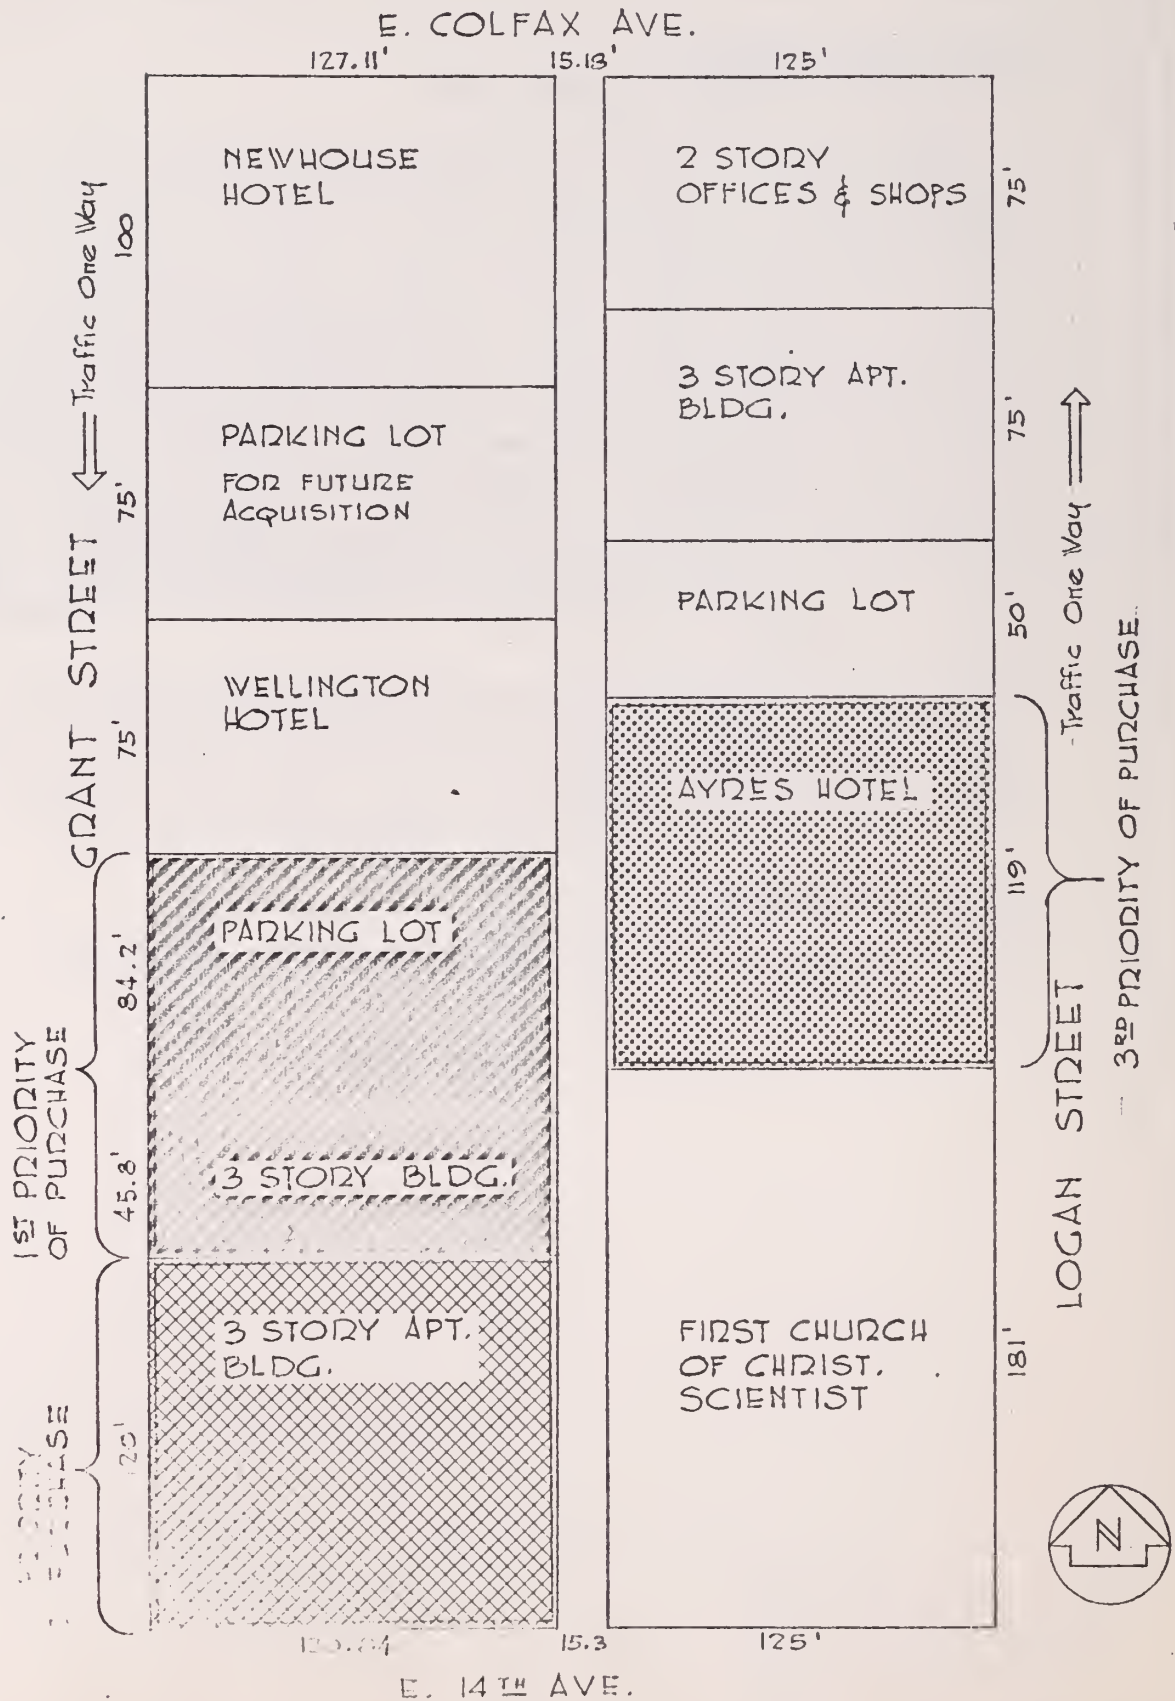 E. COLFAX AVE.
127.11'
15.18'
125'
NEWHOUSE
HOTEL
100
Traffic One Way
PARKING LOT
FOR FUTURE
ACQUISITION
75'
GRANT STREET
WELLINGTON
HOTEL
75'
PARKING LOT
84.2'
1ST PRIORITY
OF PURCHASE
3 STORY BLDG.
45.8'
3 STORY APT.
BLDG.
120'
2 STORY
OFFICES & SHOPS
75'
3 STORY APT.
BLDG.
75'
Traffic One Way
PARKING LOT
50'
AYRES HOTEL
119'
3RD PRIORITY OF PURCHASE
LOGAN STREET
FIRST CHURCH
OF CHRIST.
SCIENTIST
181'
N
15.3
125'
E. 14TH AVE.